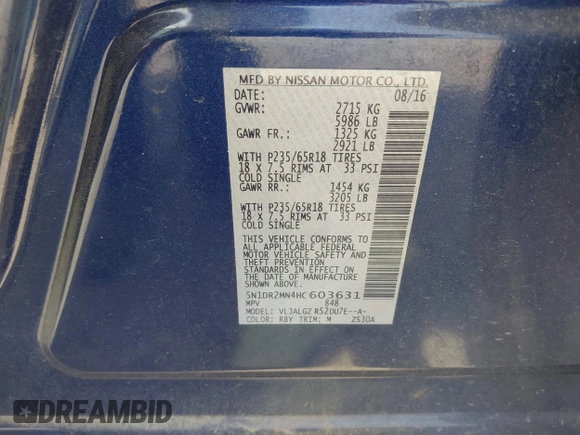 MFD BY NISSAN MOTOR CO., LTD.
DATE: 08/16
GVWR: 2715 KG
5986 LB
GAWR FR.: 1325 KG
2921 LB
WITH P235/65R18 TIRES
18 X 7.5 RIMS AT 33 PSI
COLD SINGLE
GAWR RR.: 1454 KG
3205 LB
WITH P235/65R18 TIRES
18 X 7.5 RIMS AT 33 PSI
COLD SINGLE
THIS VEHICLE CONFORMS TO
ALL APPLICABLE FEDERAL
MOTOR VEHICLE SAFETY AND
THEFT PREVENTION
STANDARDS IN EFFECT ON
THE DATE OF MANUFACTURE
SHOWN ABOVE.
5N1DR2MN4HC603631
MPV 848
MODEL: VLJALGZ R52DU7E--A-
COLOR: RBY TRIM: M ZS30A
DREAMBID